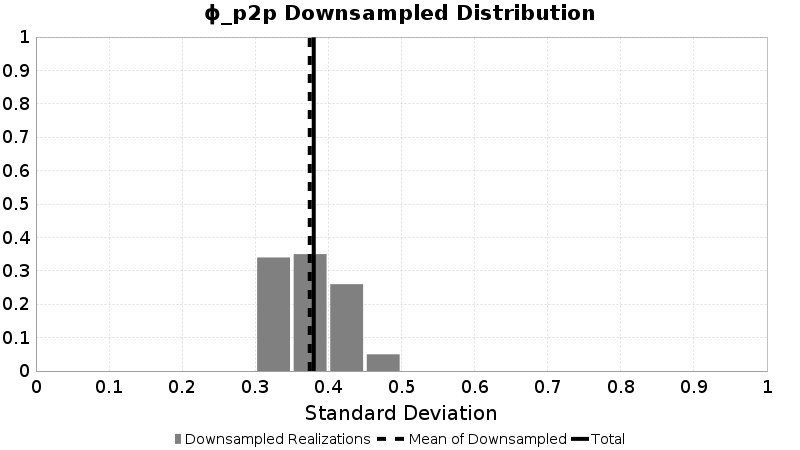 ϕ_p2p Downsampled Distribution
1
0.9
0.8
0.7
0.6
0.5
0.4
0.3
0.2
0.1
0
0 0.1 0.2 0.3 0.4 0.5 0.6 0.7 0.8 0.9 1
Standard Deviation
Downsampled Realizations Mean of Downsampled Total